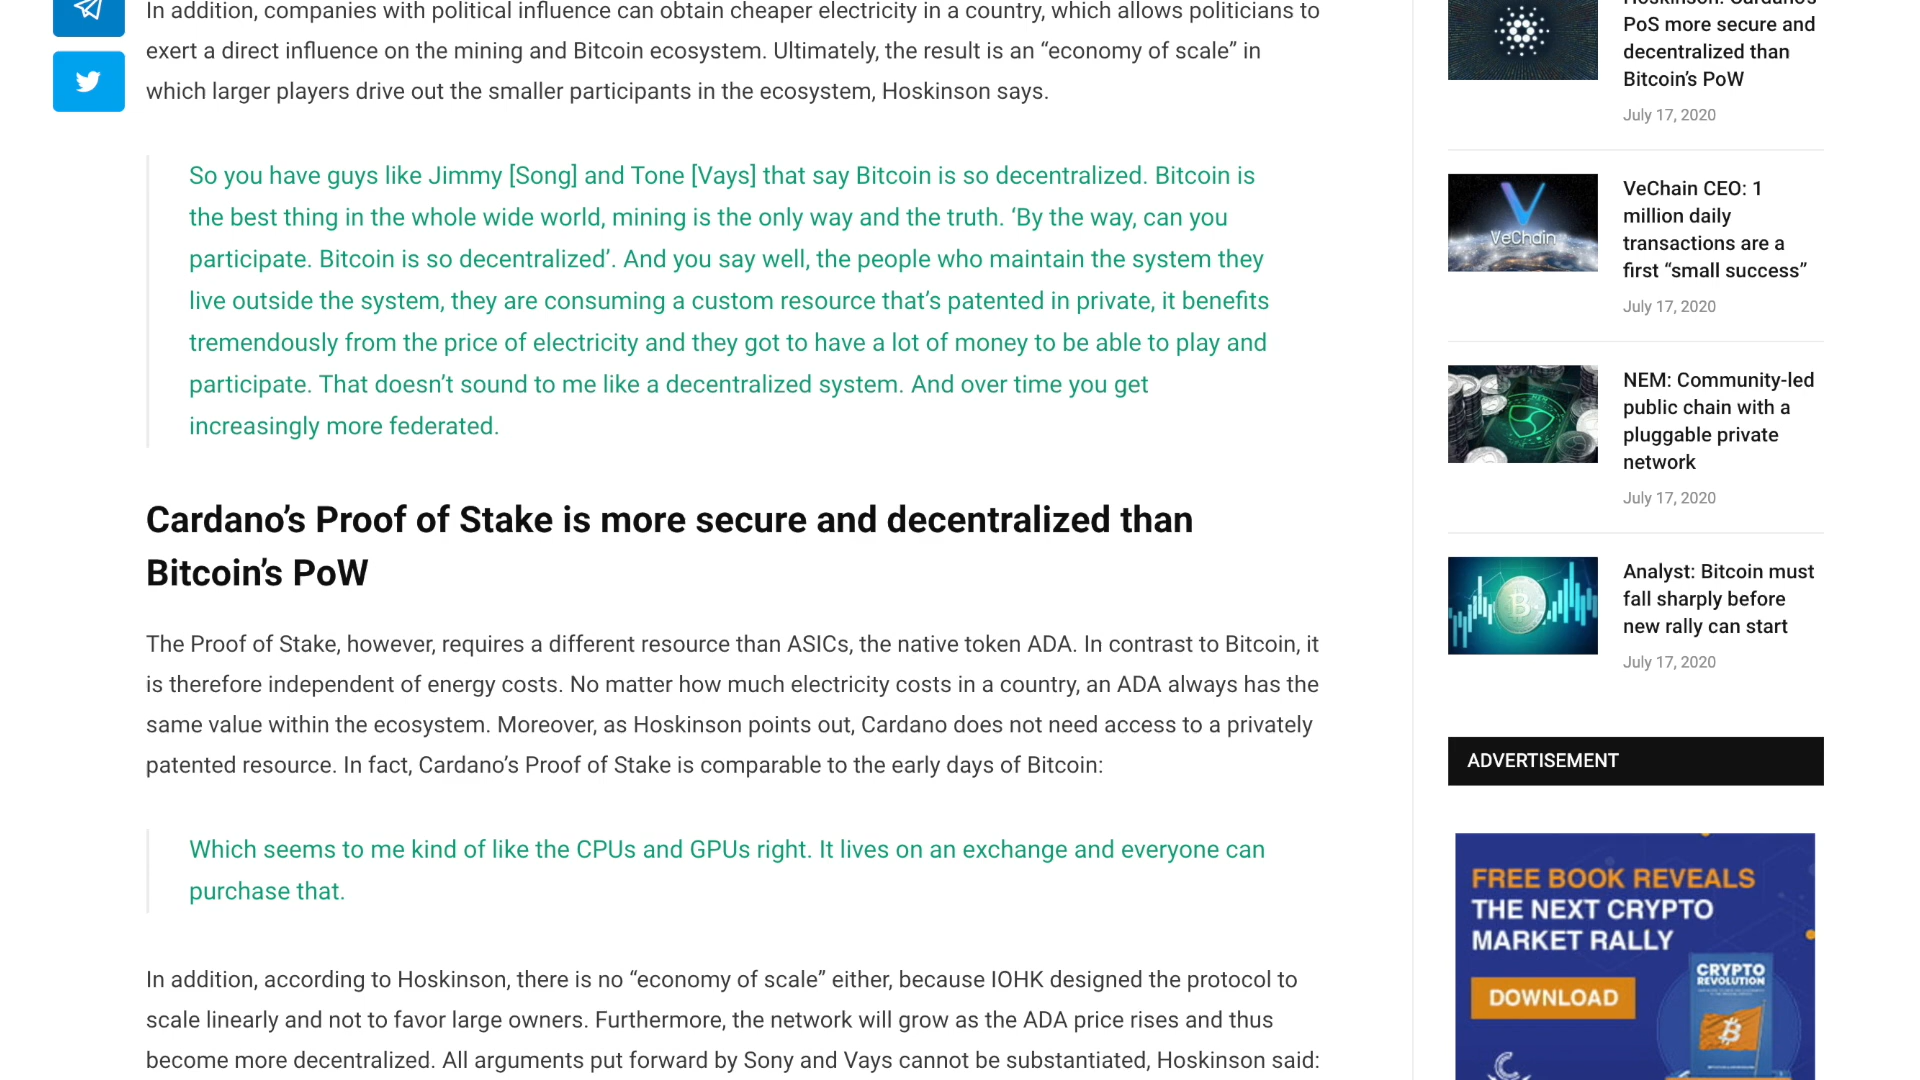 In addition, companies with political influence can obtain cheaper electricity in a country, which allows politicians to
exert a direct influence on the mining and Bitcoin ecosystem. Ultimately, the result is an “economy of scale” in
which larger players drive out the smaller participants in the ecosystem, Hoskinson says.
So you have guys like Jimmy [Song] and Tone [Vays] that say Bitcoin is so decentralized. Bitcoin is
the best thing in the whole wide world, mining is the only way and the truth. ‘By the way, can you
participate. Bitcoin is so decentralized’. And you say well, the people who maintain the system they
live outside the system, they are consuming a custom resource that’s patented in private, it benefits
tremendously from the price of electricity and they got to have a lot of money to be able to play and
participate. That doesn’t sound to me like a decentralized system. And over time you get
increasingly more federated.
Cardano’s Proof of Stake is more secure and decentralized than
Bitcoin’s PoW
The Proof of Stake, however, requires a different resource than ASICs, the native token ADA. In contrast to Bitcoin, it
is therefore independent of energy costs. No matter how much electricity costs in a country, an ADA always has the
same value within the ecosystem. Moreover, as Hoskinson points out, Cardano does not need access to a privately
patented resource. In fact, Cardano’s Proof of Stake is comparable to the early days of Bitcoin:
Which seems to me kind of like the CPUs and GPUs right. It lives on an exchange and everyone can
purchase that.
In addition, according to Hoskinson, there is no “economy of scale” either, because IOHK designed the protocol to
scale linearly and not to favor large owners. Furthermore, the network will grow as the ADA price rises and thus
become more decentralized. All arguments put forward by Sony and Vays cannot be substantiated, Hoskinson said:
Hoskinson: Cardano’s
PoS more secure and
decentralized than
Bitcoin’s PoW
July 17, 2020
VeChain
VeChain CEO: 1
million daily
transactions are a
first “small success”
July 17, 2020
NEM: Community-led
public chain with a
pluggable private
network
July 17, 2020
Analyst: Bitcoin must
fall sharply before
new rally can start
July 17, 2020
ADVERTISEMENT
FREE BOOK REVEALS
THE NEXT CRYPTO
MARKET RALLY
DOWNLOAD
CRYPTO
REVOLUTION